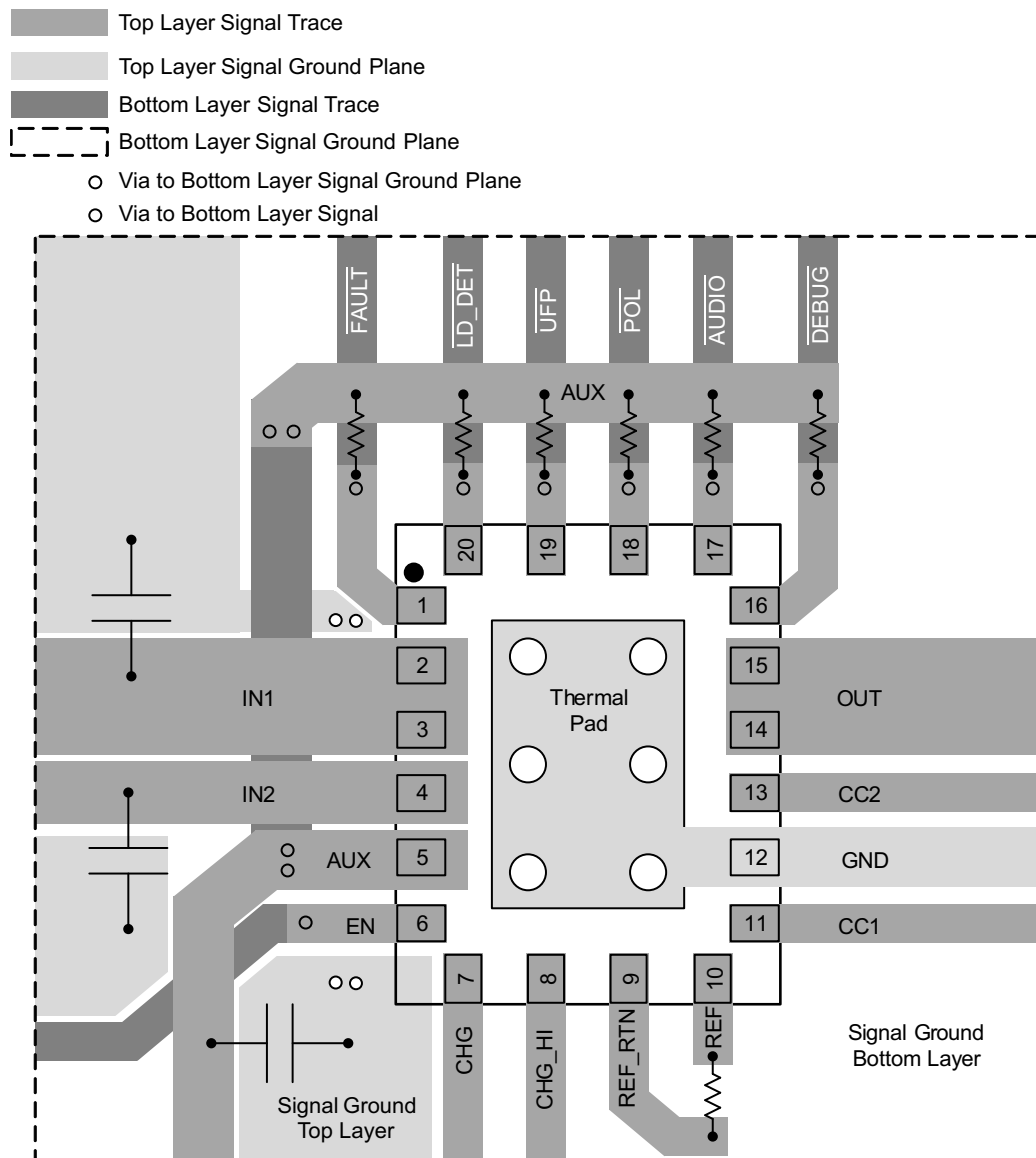 Top Layer Signal Trace
Top Layer Signal Ground Plane
Bottom Layer Signal Trace
Bottom Layer Signal Ground Plane
Via to Bottom Layer Signal Ground Plane
Via to Bottom Layer Signal
FAULT
LD_DET
UFP
POL
AUDIO
DEBUG
AUX
20
19
18
17
1
16
2
15
Thermal
Pad
IN1
OUT
3
14
IN2
4
13
CC2
AUX
5
12
GND
EN
6
11
CC1
7
8
9
10
CHG
CHG_HI
REF_RTN
REF
Signal Ground
Bottom Layer
Signal Ground
Top Layer